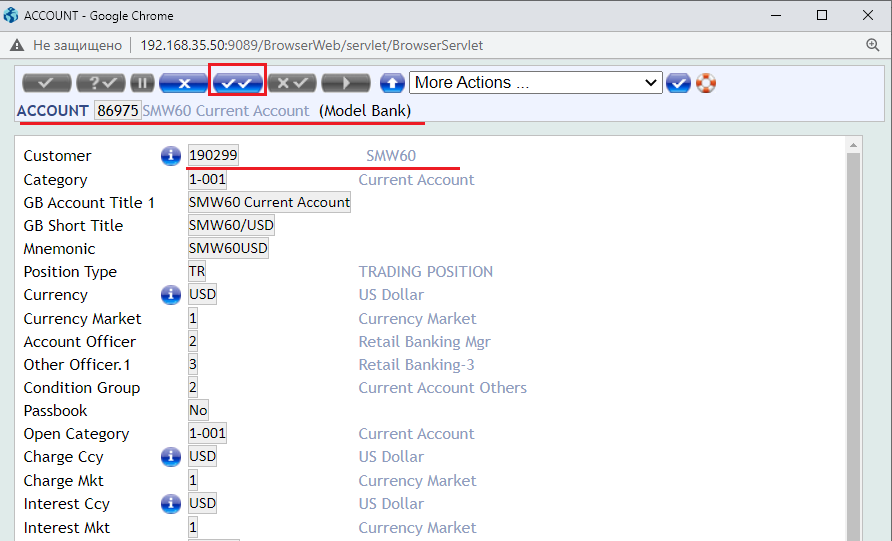 ACCOUNT - Google Chrome
Не защищено 192.168.35.50:9089/BrowserWeb/servlet/BrowserServlet
More Actions ...
ACCOUNT 86975 SMW60 Current Account (Model Bank)
Customer 190299 SMW60
Category 1-001 Current Account
GB Account Title 1 SMW60 Current Account
GB Short Title SMW60/USD
Mnemonic SMW60USD
Position Type TR TRADING POSITION
Currency USD US Dollar
Currency Market 1 Currency Market
Account Officer 2 Retail Banking Mgr
Other Officer.1 3 Retail Banking-3
Condition Group 2 Current Account Others
Passbook No
Open Category 1-001 Current Account
Charge Ccy USD US Dollar
Charge Mkt 1 Currency Market
Interest Ccy USD US Dollar
Interest Mkt 1 Currency Market